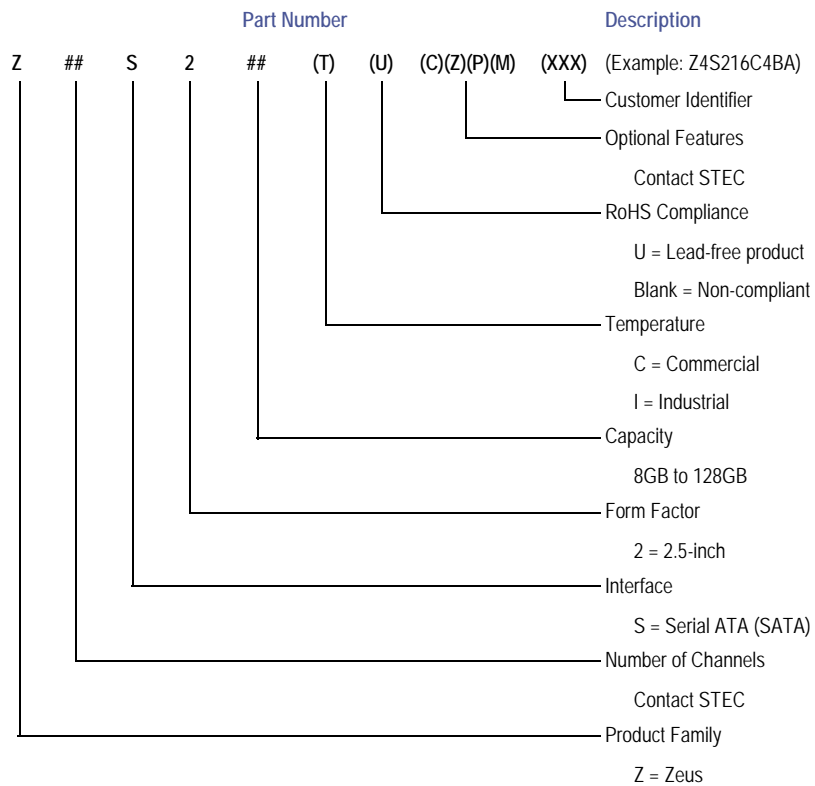 Part Number Description
Z ## S 2 ## (T) (U) (C)(Z)(P)(M) (XXX) (Example: Z4S216C4BA)
Customer Identifier
Optional Features
Contact STEC
RoHS Compliance
U = Lead-free product
Blank = Non-compliant
Temperature
C = Commercial
I = Industrial
Capacity
8GB to 128GB
Form Factor
2 = 2.5-inch
Interface
S = Serial ATA (SATA)
Number of Channels
Contact STEC
Product Family
Z = Zeus